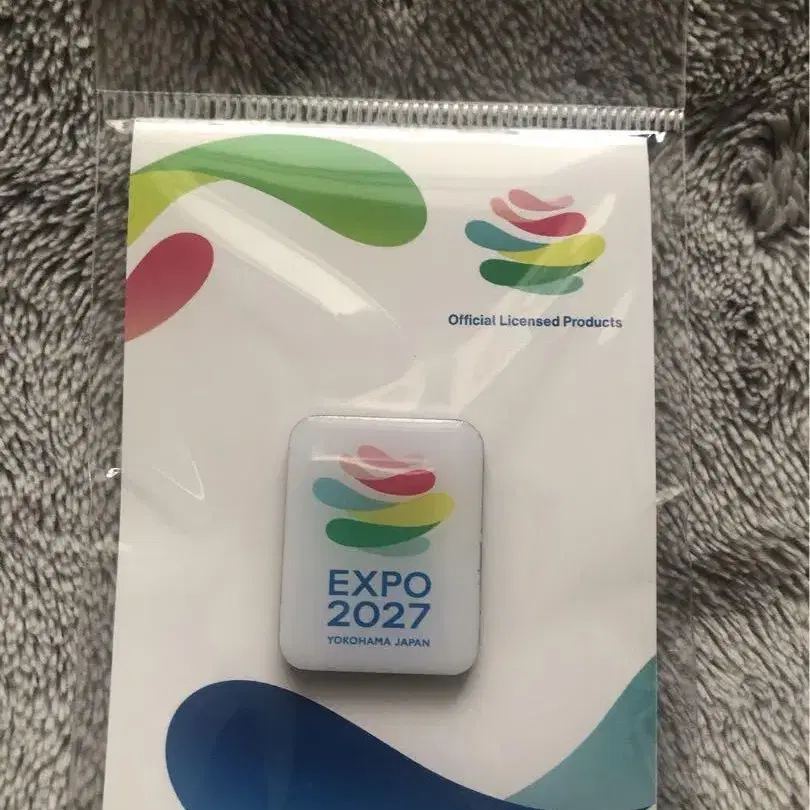 Official Licensed Products
EXPO
2027
YOKOHAMA JAPAN